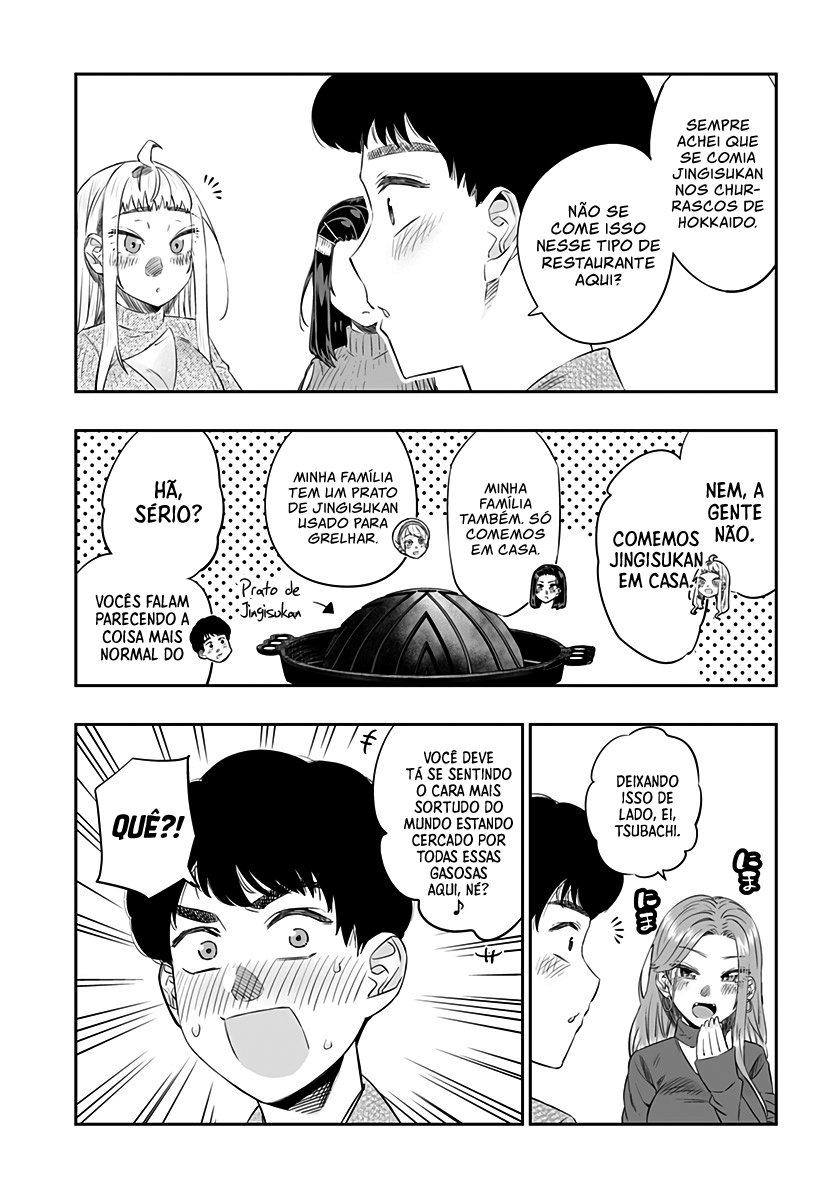 SEMPRE
ACHEI QUE
SE COMIA
JINGISUKAN
NOS CHUR-
RASCOS DE
HOKKAIDO.
NÃO SE
COME ISSO
NESSE TIPO DE
RESTAURANTE
AQUI?
NEM, A
GENTE
NÃO.
COMEMOS
JINGISUKAN
EM CASA.
MINHA
FAMÍLIA
TAMBÉM. SÓ
COMEMOS
EM CASA.
MINHA FAMÍLIA
TEM UM PRATO
DE JINGISUKAN
USADO PARA
GRELHAR.
Prato de
Jingisukan
HÃ,
SÉRIO?
VOCÊS FALAM
PARECENDO A
COISA MAIS
NORMAL DO
DEIXANDO
ISSO DE
LADO, EI,
TSUBACHI.
にま
にま
VOCÊ DEVE
TÁ SE SENTINDO
O CARA MAIS
SORTUDO DO
MUNDO ESTANDO
CERCADO POR
TODAS ESSAS
GASOSAS
AQUI, NÉ?
♪
QUÊ?!